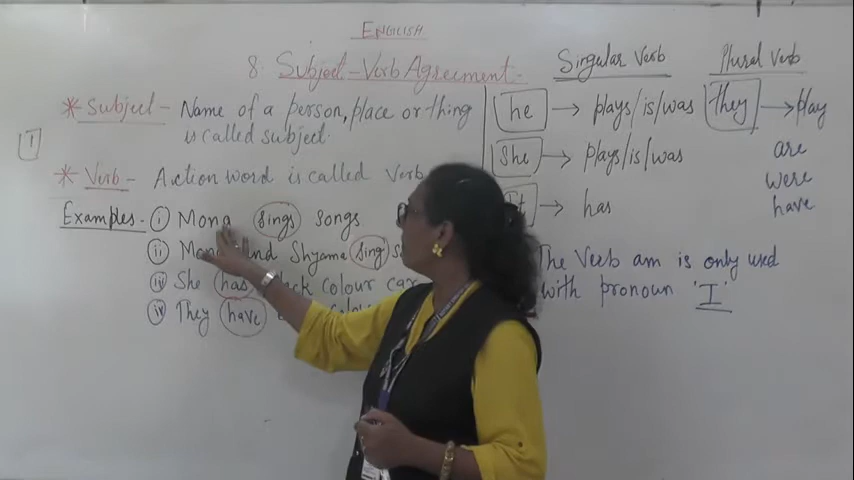 ENGLISH
8. Subject-Verb Agreement-
* Subject- Name of a person, place or thing
is called subject.
1
* Verb- Action word is called Verb
Examples- (i) Mona sings songs
(ii) Mona and Shyama sing
She has black colour car
(iv) They have
Singular Verb
he → plays/is/was
She → plays/is/was
It → has
Plural Verb
they → play
are
were
have
The Verb am is only used
with pronoun 'I'